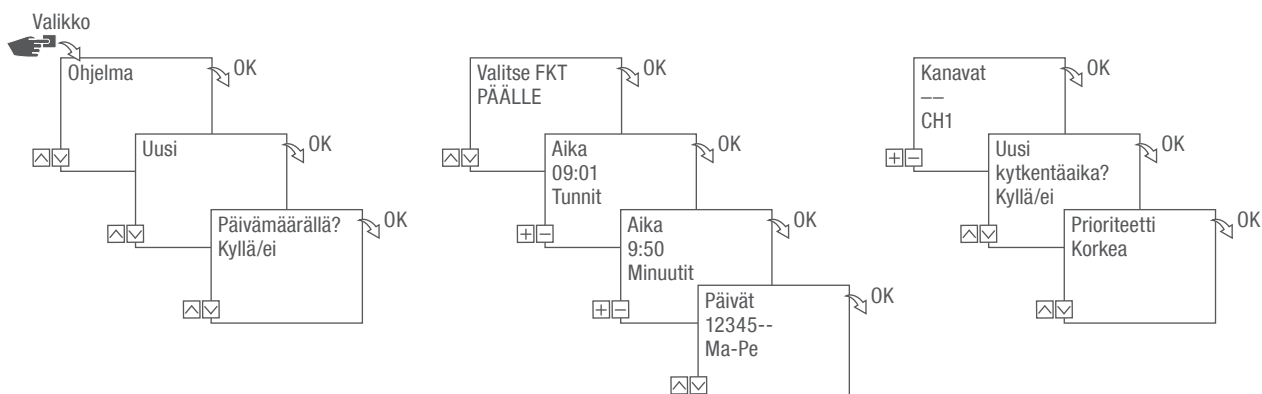 Valikko
Ohjelma
OK
Uusi
OK
Päivämäärällä?
Kyllä/ei
OK
Valitse FKT
PÄÄLLE
OK
Aika
09:01
Tunnit
OK
Aika
9:50
Minuutit
OK
Päivät
12345--
Ma-Pe
OK
Kanavat
––
CH1
OK
Uusi
kytkentäaika?
Kyllä/ei
OK
Prioriteetti
Korkea
OK